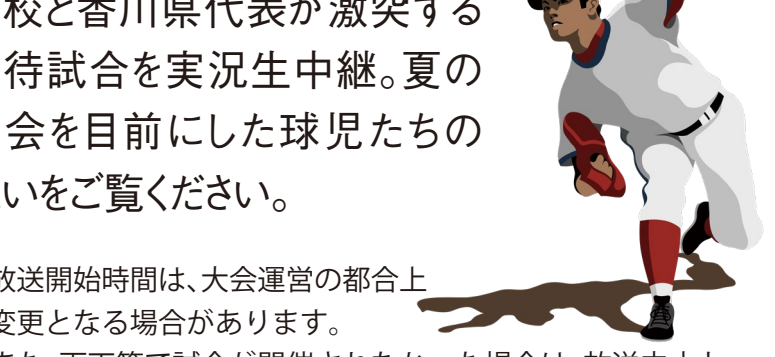 校と香川県代表が激突する
待試合を実況生中継。夏の
会を目前にした球児たちの
いをご覧ください。
放送開始時間は、大会運営の都合上
変更となる場合があります。